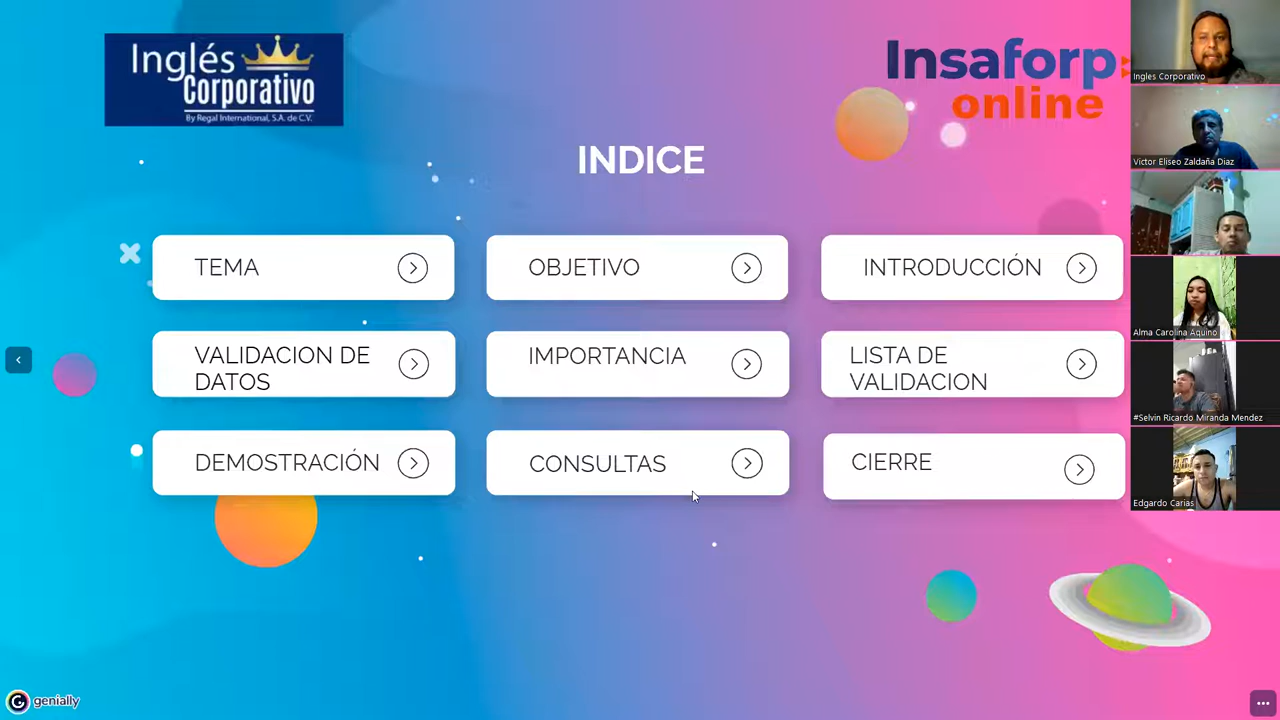 Inglés
Corporativo
By Regal International, S.A. de C.V.
Insaforp
online
INDICE
TEMA
OBJETIVO
INTRODUCCIÓN
VALIDACION DE
DATOS
IMPORTANCIA
LISTA DE
VALIDACION
DEMOSTRACIÓN
CONSULTAS
CIERRE
genially
Ingles Corporativo
Victor Eliseo Zaldaña Diaz
Alma Carolina Aquino
#Selvin Ricardo Miranda Mendez
Edgardo Carias